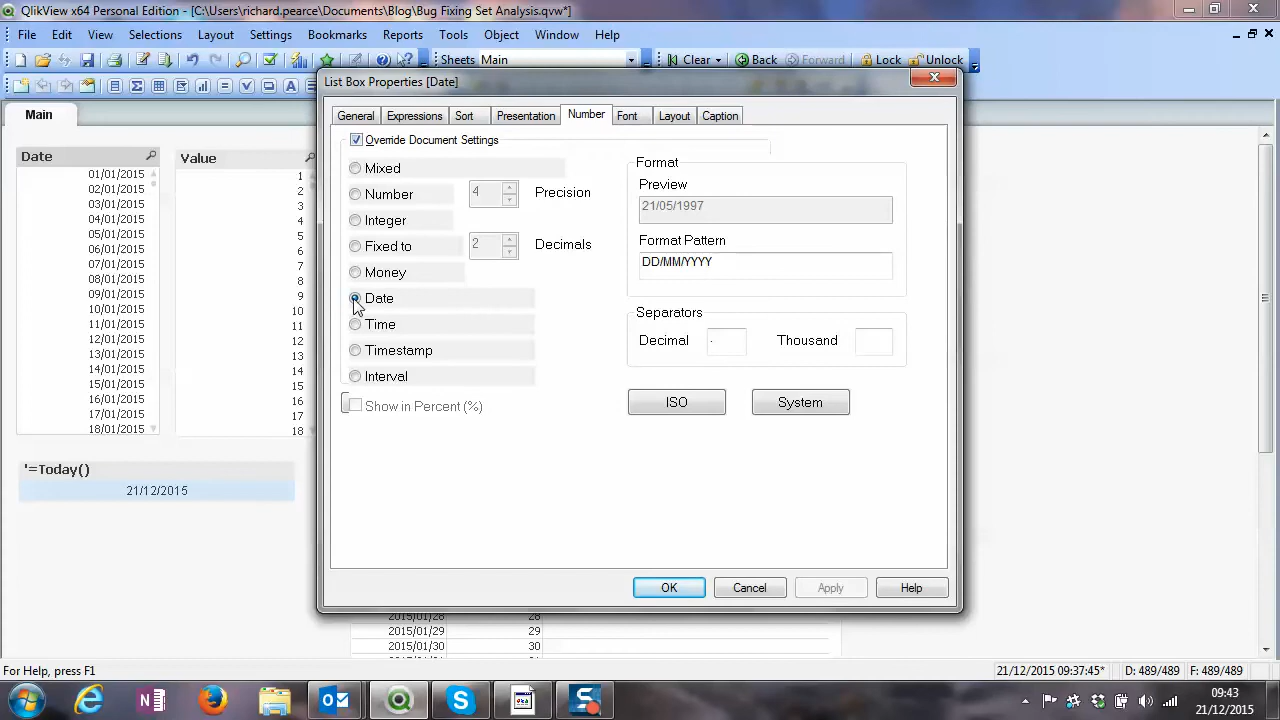 QlikView x64 Personal Edition - [C:\Users\richard.pearce\Documents\Blog\Bug Fixing Set Analysis.qvw*]
File Edit View Selections Layout Settings Bookmarks Reports Tools Object Window Help
Sheets Main Clear Back Forward Lock Unlock
Main
List Box Properties [Date]
General Expressions Sort Presentation Number Font Layout Caption
Override Document Settings
Mixed
Number 4 Precision
Integer
Fixed to 2 Decimals
Money
Date
Time
Timestamp
Interval
Show in Percent (%)
Format
Preview
21/05/1997
Format Pattern
DD/MM/YYYY
Separators
Decimal . Thousand
ISO System
OK Cancel Apply Help
Date
01/01/2015
02/01/2015
03/01/2015
04/01/2015
05/01/2015
06/01/2015
07/01/2015
08/01/2015
09/01/2015
10/01/2015
11/01/2015
12/01/2015
13/01/2015
14/01/2015
15/01/2015
16/01/2015
17/01/2015
18/01/2015
Value
1
2
3
4
5
6
7
8
9
10
11
12
13
14
15
16
17
18
'=Today()
21/12/2015
2015/01/28 28
2015/01/29 29
2015/01/30 30
For Help, press F1
21/12/2015 09:37:45* D: 489/489 F: 489/489
09:43
21/12/2015